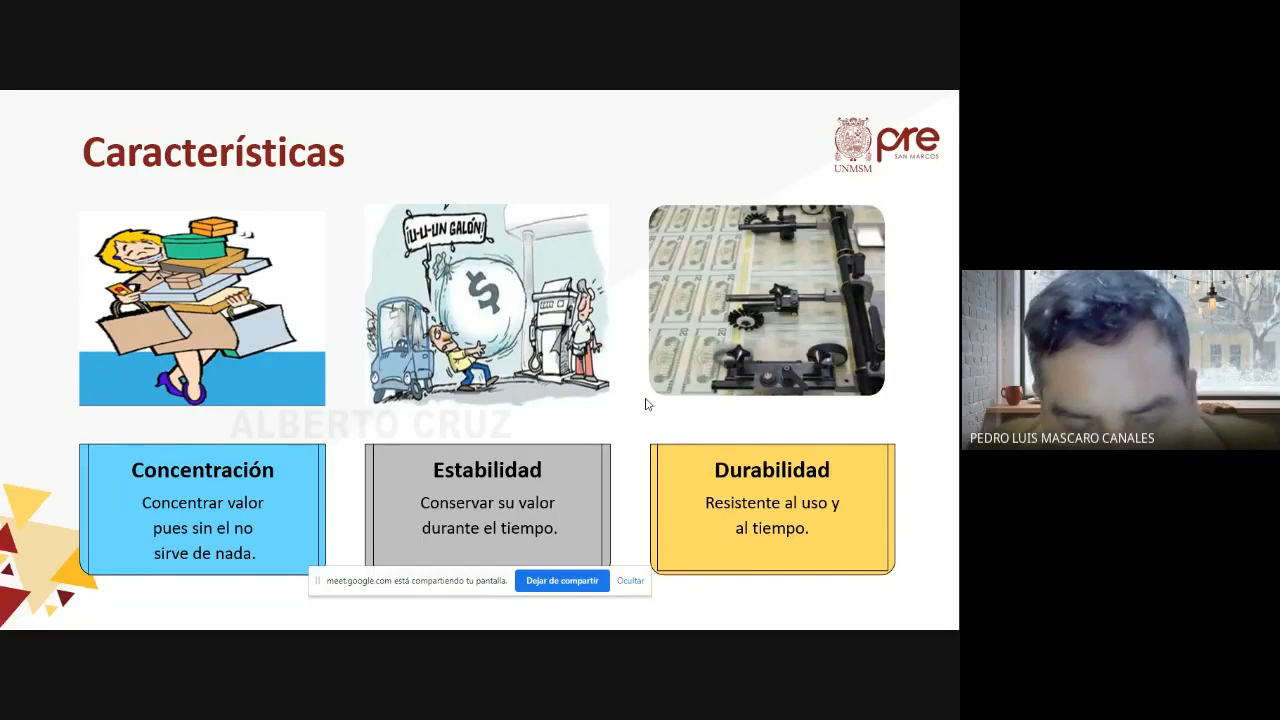 Características
pre
SAN MARCOS
UNMSM
¡U-U-UN GALÓN!
$
20
ALBERTO CRUZ
PEDRO LUIS MASCARO CANALES
Concentración
Concentrar valor
pues sin el no
sirve de nada.
Estabilidad
Conservar su valor
durante el tiempo.
Durabilidad
Resistente al uso y
al tiempo.
meet.google.com está compartiendo tu pantalla.
Dejar de compartir
Ocultar